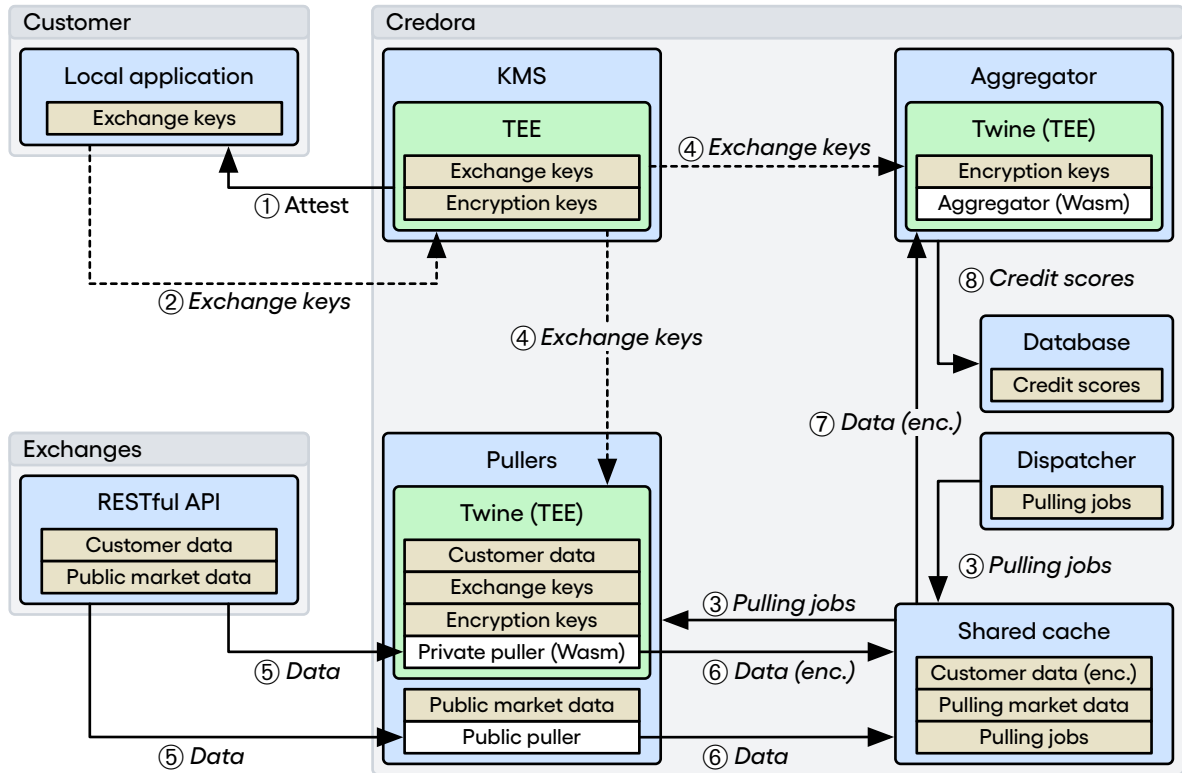 Customer
Local application
Exchange keys
Credora
KMS
TEE
Exchange keys
Encryption keys
Aggregator
Twine (TEE)
Encryption keys
Aggregator (Wasm)
① Attest
② Exchange keys
④ Exchange keys
④ Exchange keys
⑧ Credit scores
Database
Credit scores
⑦ Data (enc.)
Dispatcher
Pulling jobs
③ Pulling jobs
Exchanges
RESTful API
Customer data
Public market data
⑤ Data
⑤ Data
Pullers
Twine (TEE)
Customer data
Exchange keys
Encryption keys
Private puller (Wasm)
Public market data
Public puller
③ Pulling jobs
⑥ Data (enc.)
⑥ Data
Shared cache
Customer data (enc.)
Pulling market data
Pulling jobs